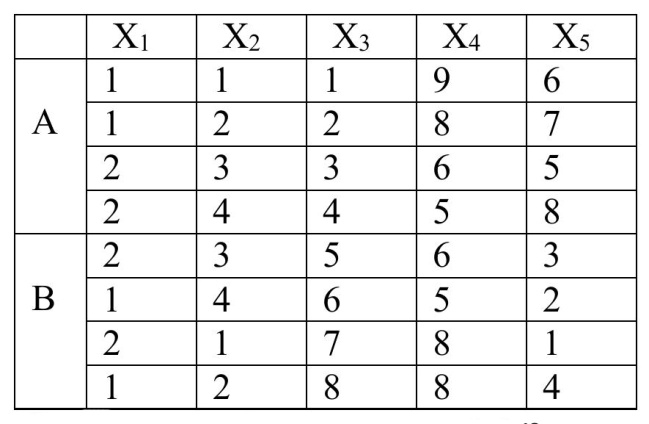 X₁ X₂ X₃ X₄ X₅
1 1 1 9 6
A 1 2 2 8 7
2 3 3 6 5
2 4 4 5 8
2 3 5 6 3
B 1 4 6 5 2
2 1 7 8 1
1 2 8 8 4